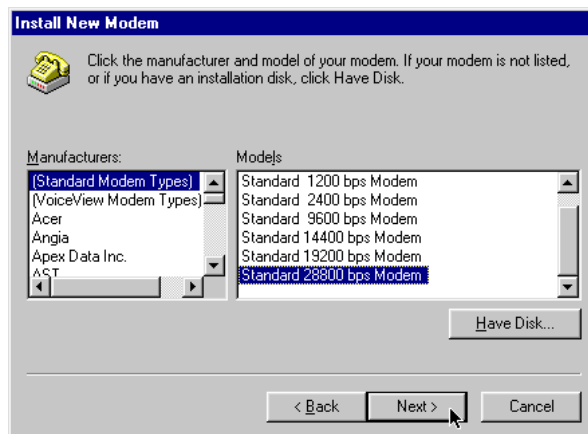 Install New Modem
Click the manufacturer and model of your modem. If your modem is not listed,
or if you have an installation disk, click Have Disk.
Manufacturers:
(Standard Modem Types)
(VoiceView Modem Types)
Acer
Angia
Apex Data Inc.
AST
Models
Standard 1200 bps Modem
Standard 2400 bps Modem
Standard 9600 bps Modem
Standard 14400 bps Modem
Standard 19200 bps Modem
Standard 28800 bps Modem
Have Disk...
< Back
Next >
Cancel